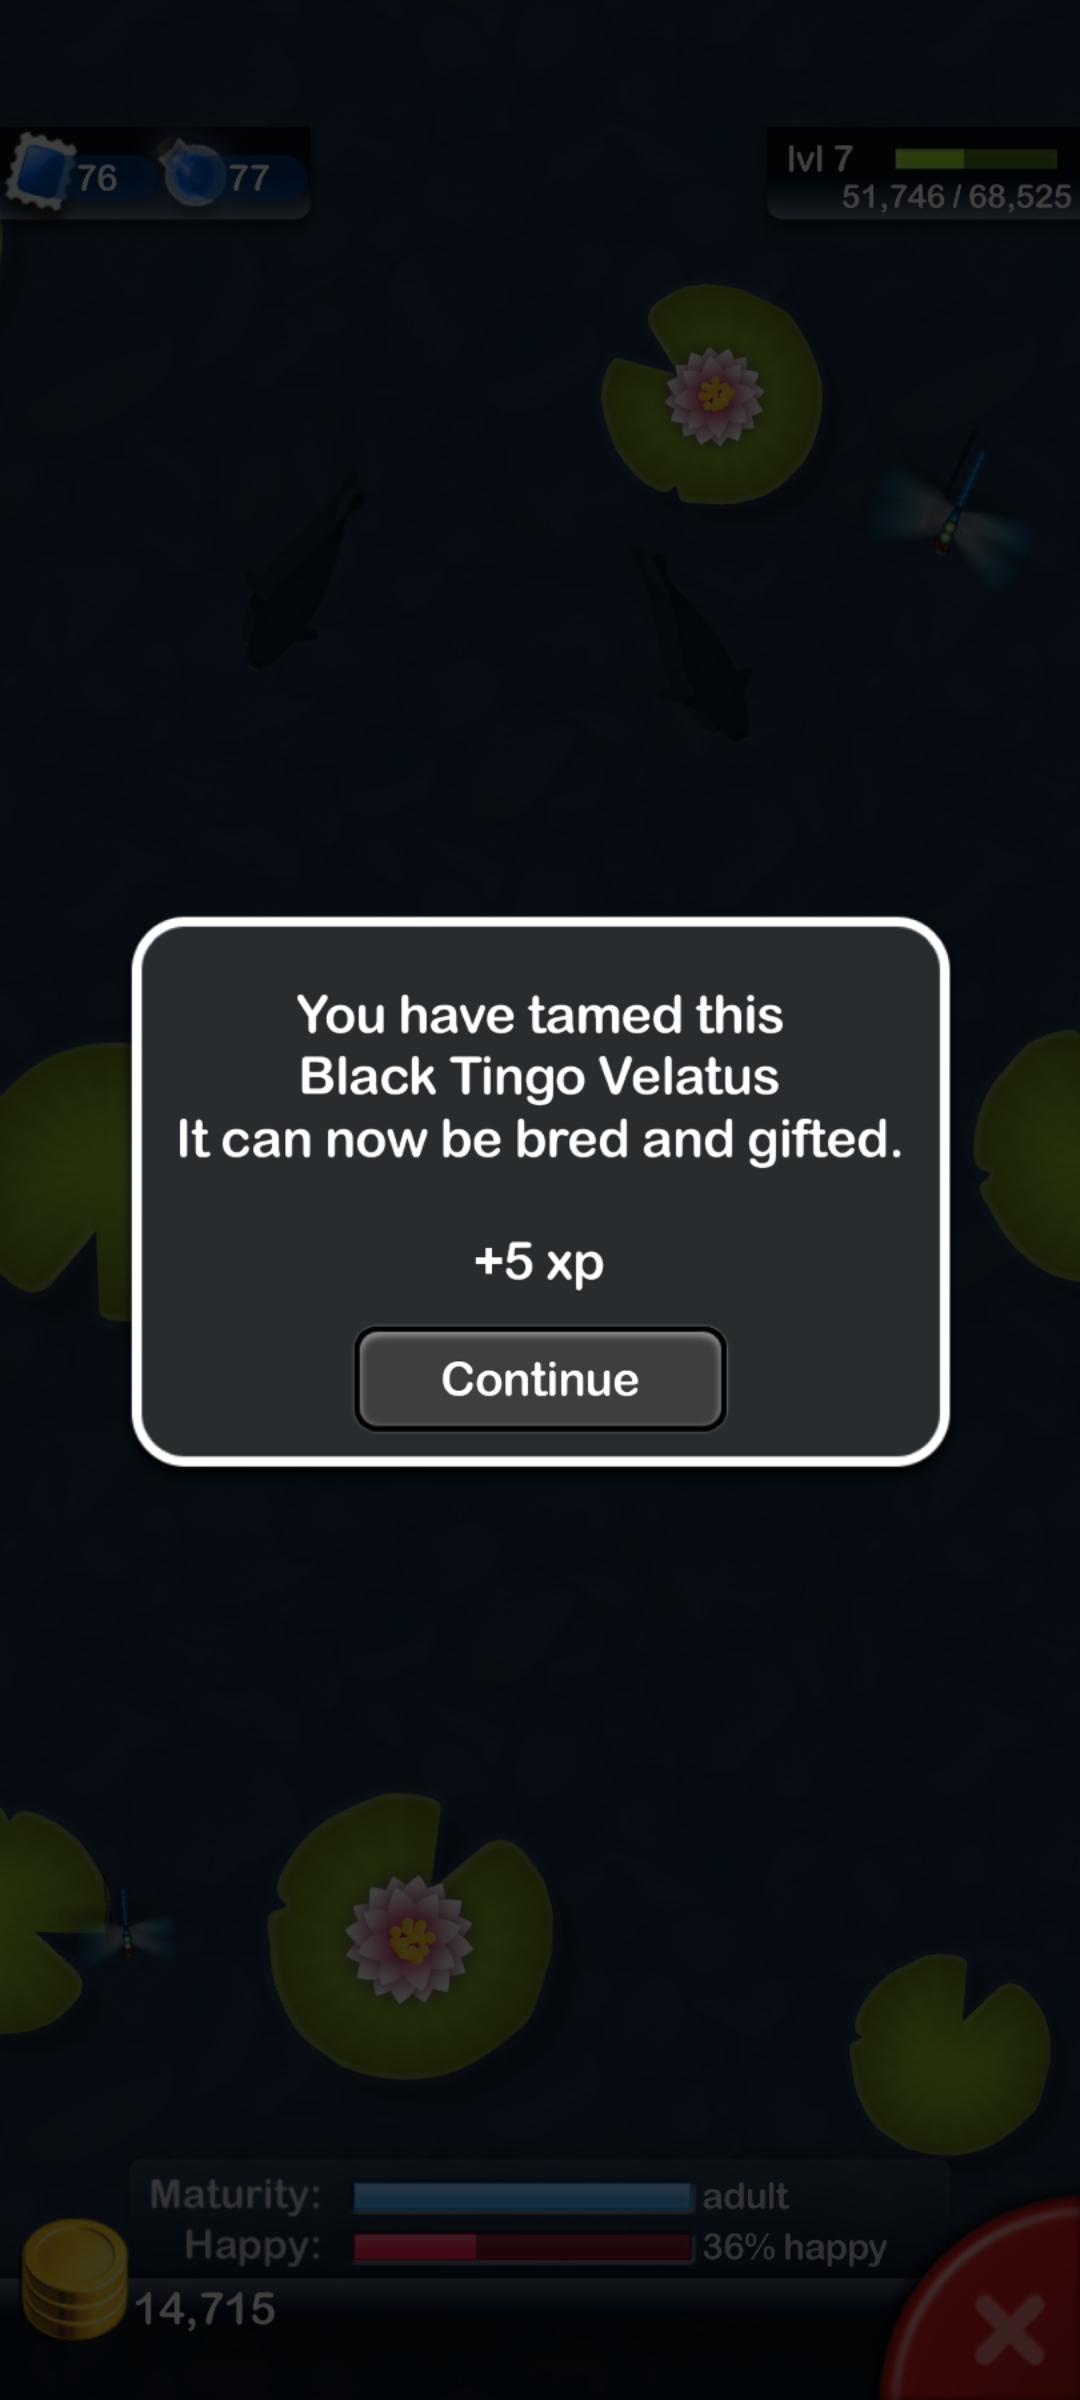 76
77
lvl 7
51,746 / 68,525
You have tamed this
Black Tingo Velatus
It can now be bred and gifted.
+5 xp
Continue
Maturity: adult
Happy: 36% happy
14,715